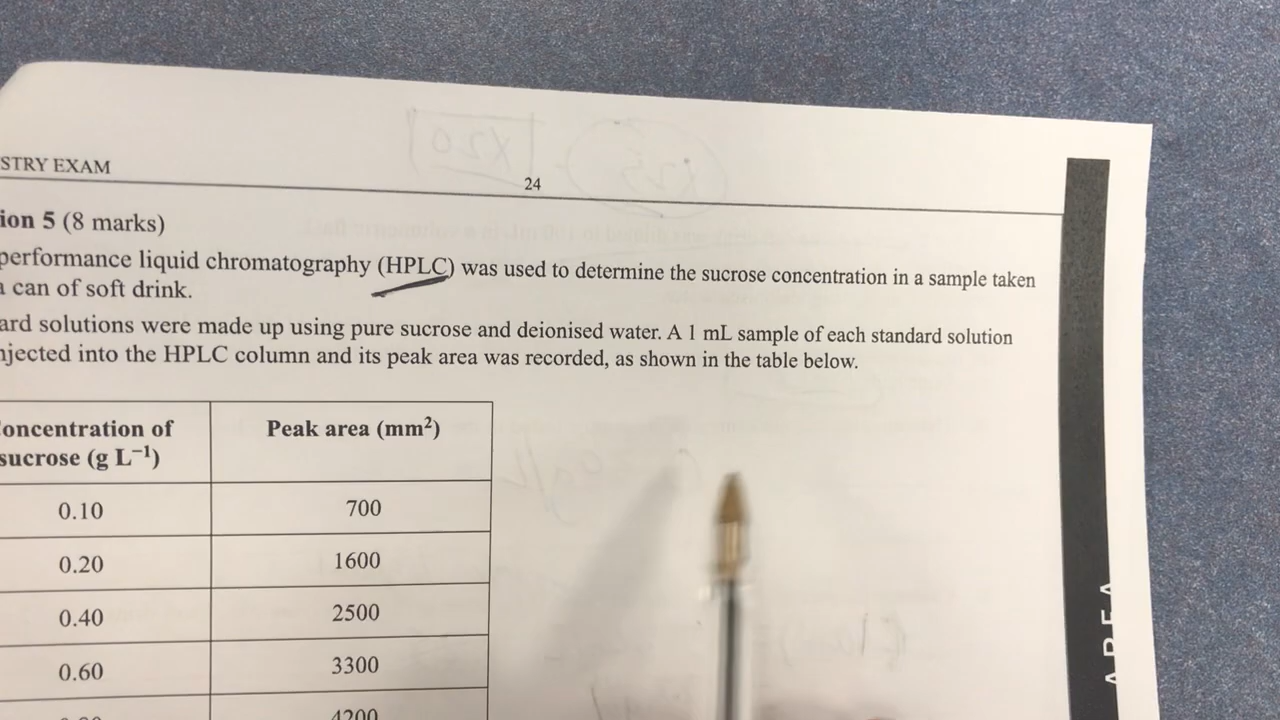 STRY EXAM
24
ion 5 (8 marks)
performance liquid chromatography (HPLC) was used to determine the sucrose concentration in a sample taken
a can of soft drink.
ard solutions were made up using pure sucrose and deionised water. A 1 mL sample of each standard solution
njected into the HPLC column and its peak area was recorded, as shown in the table below.
oncentration of sucrose (g L⁻¹)
Peak area (mm²)
0.10 700
0.20 1600
0.40 2500
0.60 3300
4200
AREA